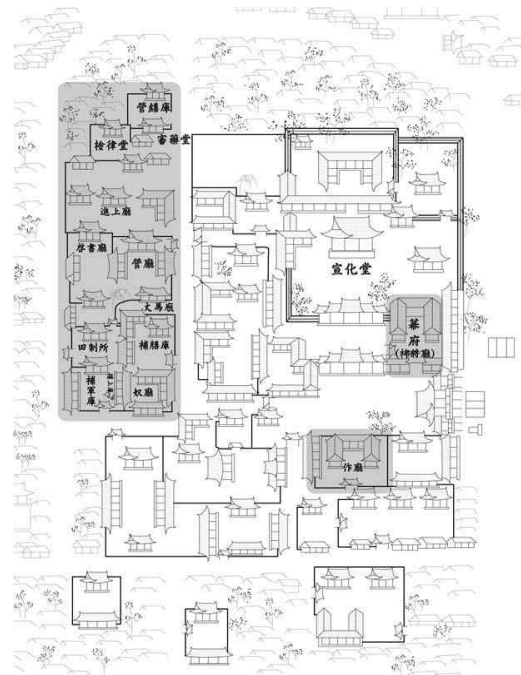 營繕庫
審藥堂
檢律堂
進上廳
啓書廳
營廳
大馬廐
田制所
補膳庫
補軍庫
奴廳
宣化堂
幕府
(裨將廳)
作廳